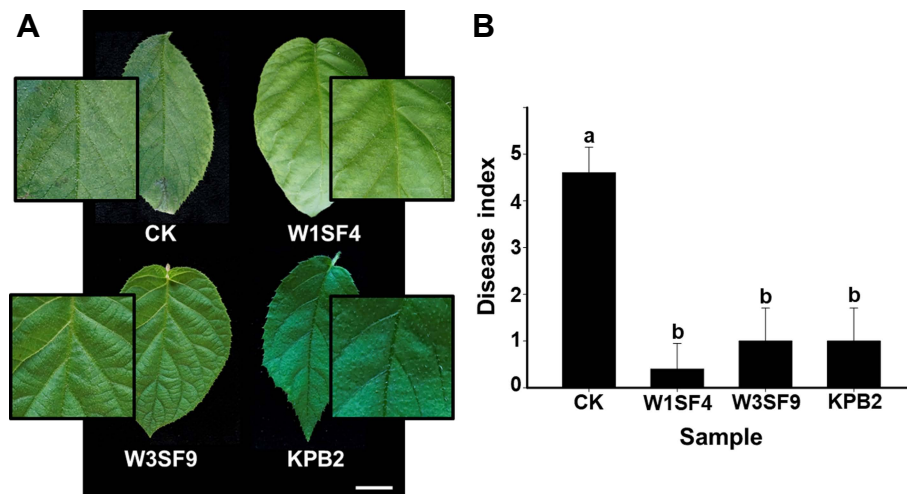 A
CK
W1SF4
W3SF9
KPB2
B
Disease index
5
4
3
2
1
0
a
b
b
b
CK
W1SF4
W3SF9
KPB2
Sample